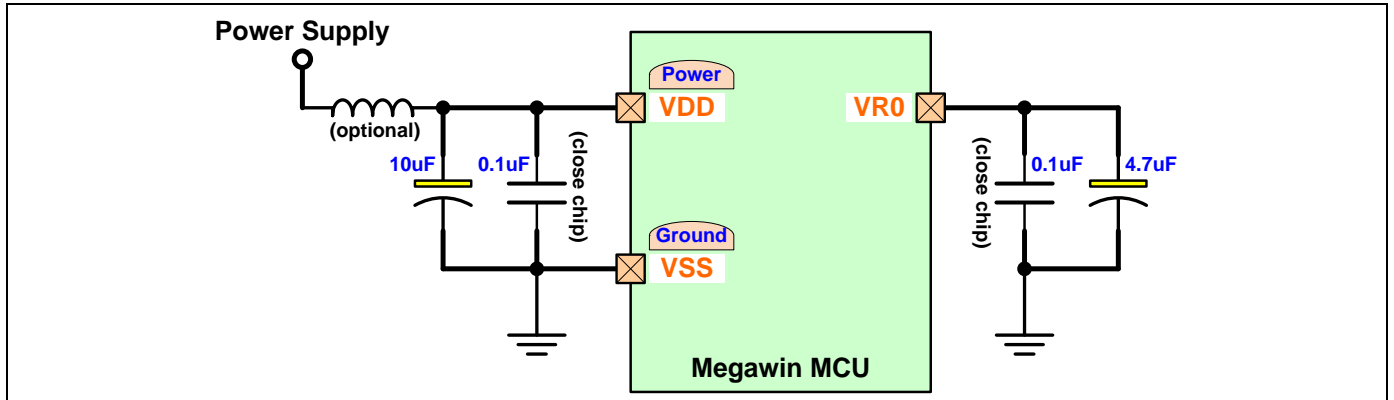 Power Supply
(optional)
10uF
0.1uF
(close chip)
Power
VDD
Ground
VSS
VR0
(close chip)
0.1uF
4.7uF
Megawin MCU